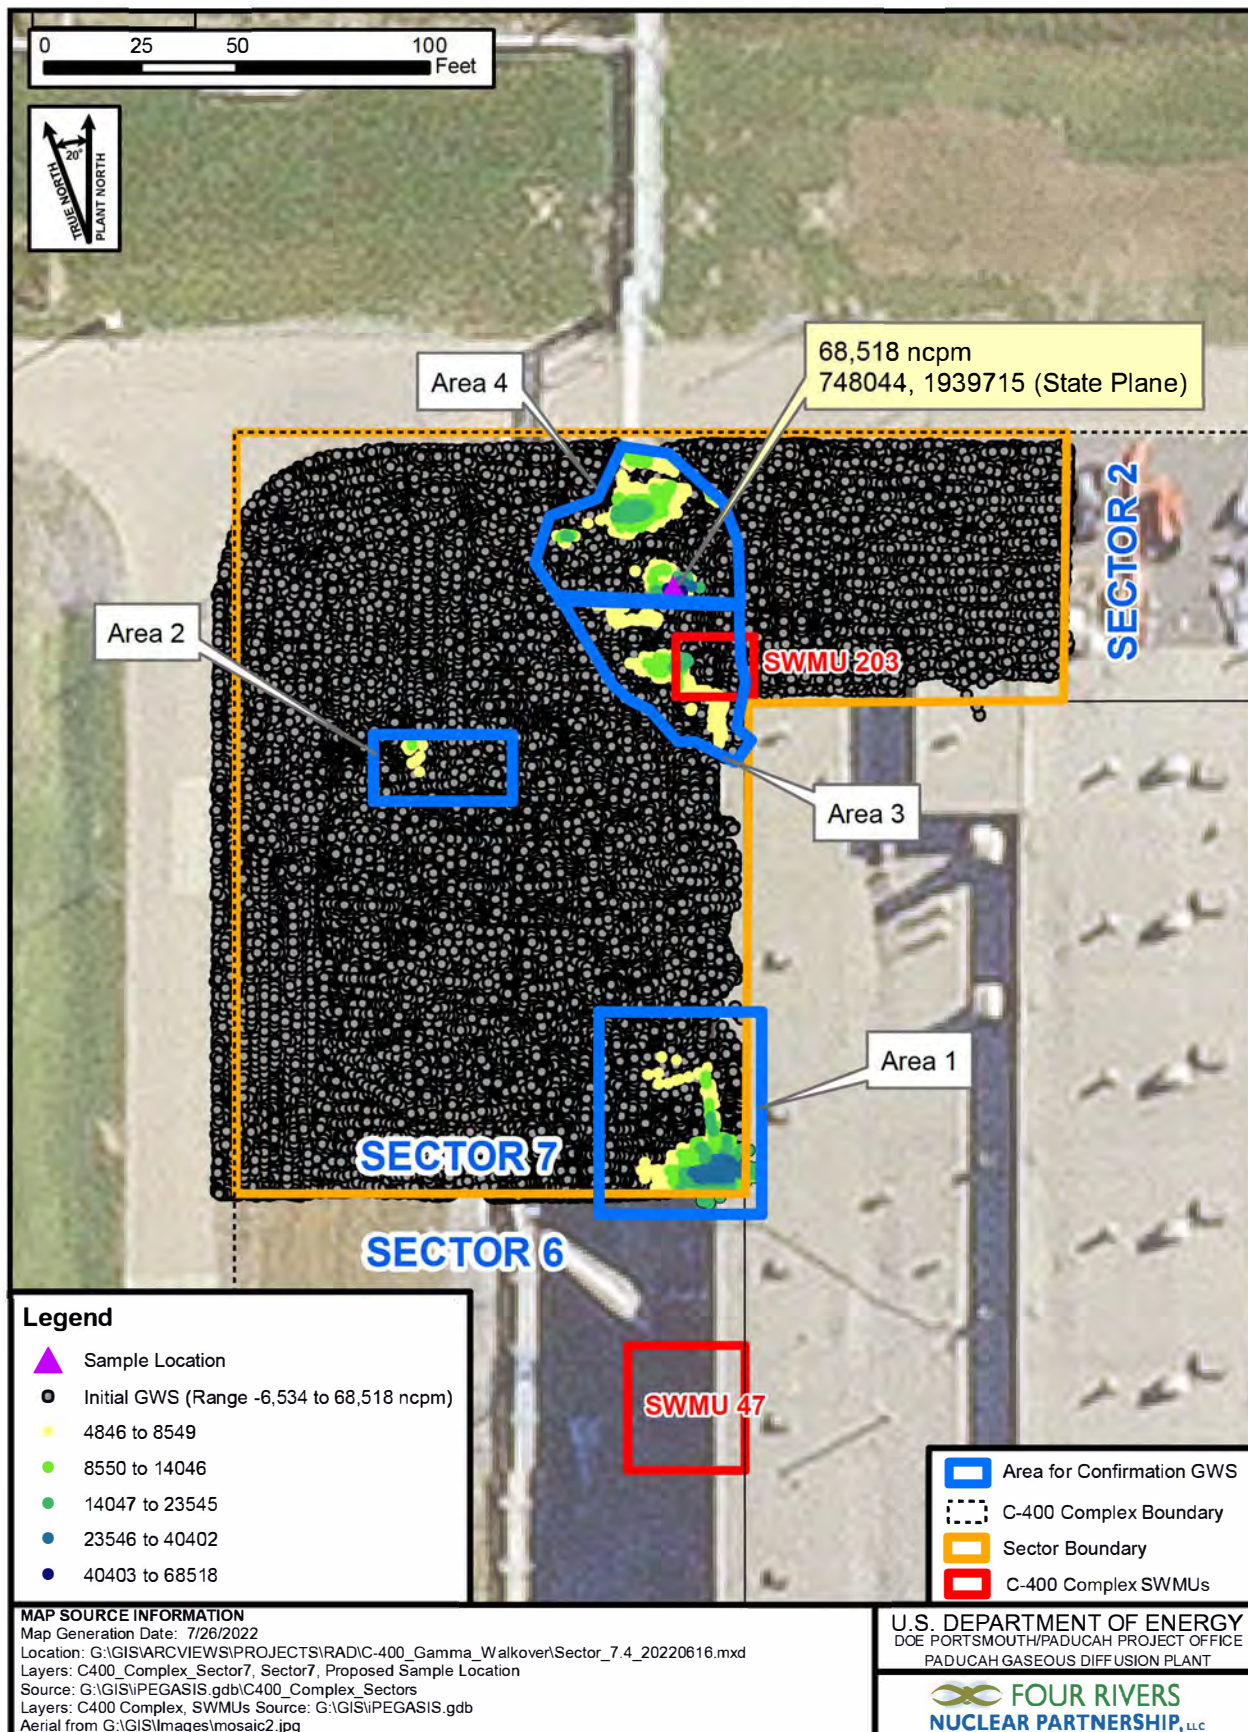 0 25 50 100
Feet
20°
TRUE NORTH
PLANT NORTH
68,518 ncpm
748044, 1939715 (State Plane)
Area 4
SECTOR 2
Area 2
SWMU 203
Area 3
Area 1
SECTOR 7
SECTOR 6
SWMU 47
Legend
Sample Location
Initial GWS (Range -6,534 to 68,518 ncpm)
4846 to 8549
8550 to 14046
14047 to 23545
23546 to 40402
40403 to 68518
Area for Confirmation GWS
C-400 Complex Boundary
Sector Boundary
C-400 Complex SWMUs
MAP SOURCE INFORMATION
Map Generation Date: 7/26/2022
Location: G:\GIS\ARCVIEWS\PROJECTS\RAD\C-400_Gamma_Walkover\Sector_7.4_20220616.mxd
Layers: C400_Complex_Sector7, Sector7, Proposed Sample Location
Source: G:\GIS\iPEGASIS.gdb\C400_Complex_Sectors
Layers: C400 Complex, SWMUs Source: G:\GIS\iPEGASIS.gdb
Aerial from G:\GIS\Images\mosaic2.jpg
U.S. DEPARTMENT OF ENERGY
DOE PORTSMOUTH/PADUCAH PROJECT OFFICE
PADUCAH GASEOUS DIFFUSION PLANT
FOUR RIVERS
NUCLEAR PARTNERSHIP, LLC